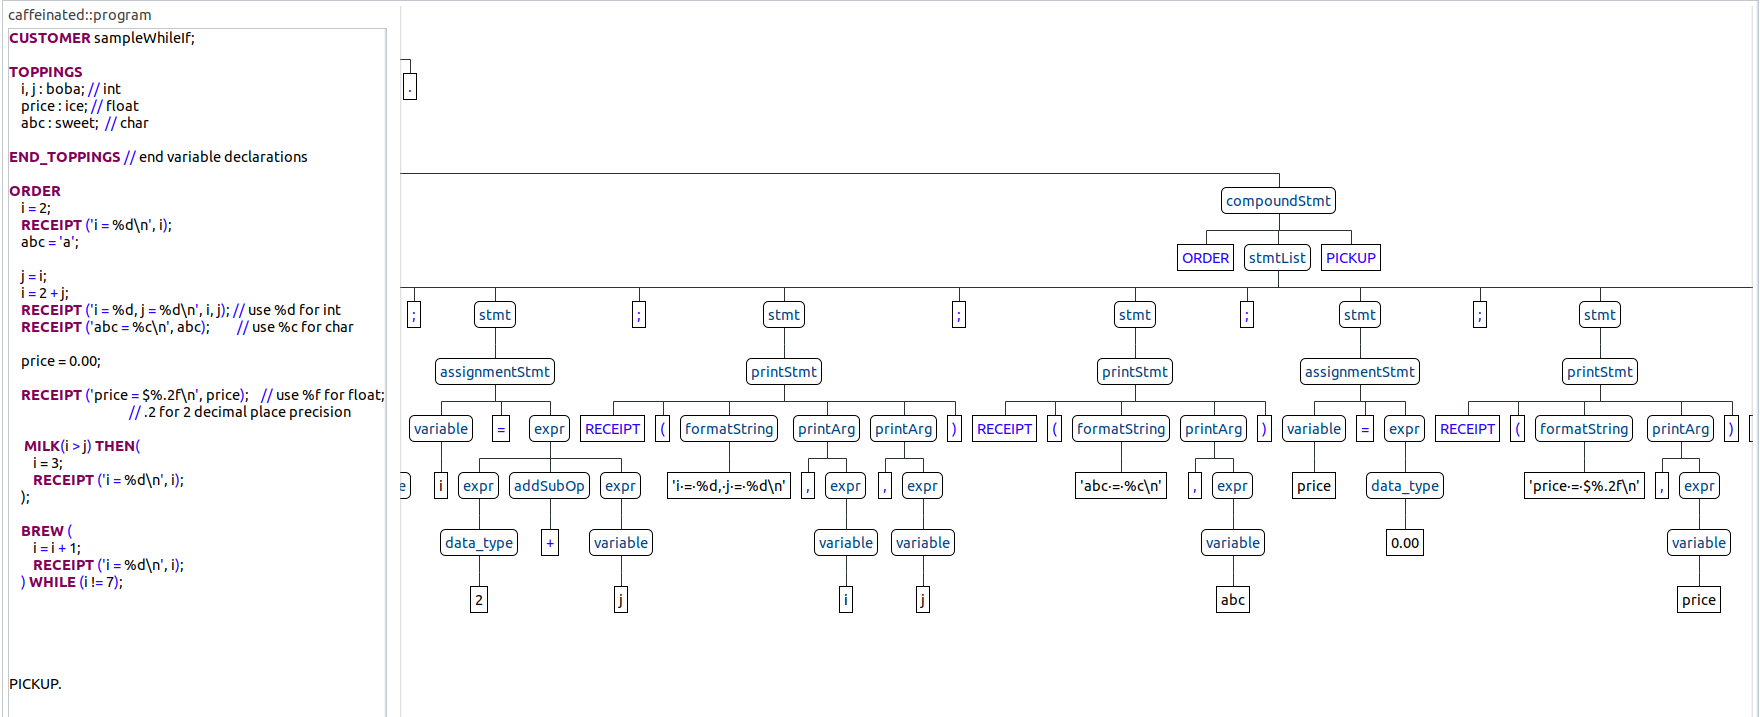 caffeinated::program
CUSTOMER sampleWhileIf;
TOPPINGS
i, j : boba; // int
price : ice; // float
abc : sweet; // char
END_TOPPINGS // end variable declarations
ORDER
i = 2;
RECEIPT ('i = %d\n', i);
abc = 'a';
j = i;
i = 2 + j;
RECEIPT ('i = %d, j = %d\n', i, j); // use %d for int
RECEIPT ('abc = %c\n', abc); // use %c for char
price = 0.00;
RECEIPT ('price = $%.2f\n', price); // use %f for float;
// .2 for 2 decimal place precision
MILK(i > j) THEN(
i = 3;
RECEIPT ('i = %d\n', i);
);
BREW (
i = i + 1;
RECEIPT ('i = %d\n', i);
) WHILE (i != 7);
PICKUP.
.
compoundStmt
ORDER stmtList PICKUP
; stmt ; stmt ; stmt ; stmt ; stmt
assignmentStmt printStmt printStmt assignmentStmt printStmt
variable = expr RECEIPT ( formatString printArg printArg ) RECEIPT ( formatString printArg ) variable = expr RECEIPT ( formatString printArg )
e i expr addSubOp expr 'i·=·%d,·j·=·%d\n' , expr , expr 'abc·=·%c\n' , expr price data_type 'price·=·$%.2f\n' , expr
data_type + variable variable variable variable 0.00 variable
2 j i j abc price